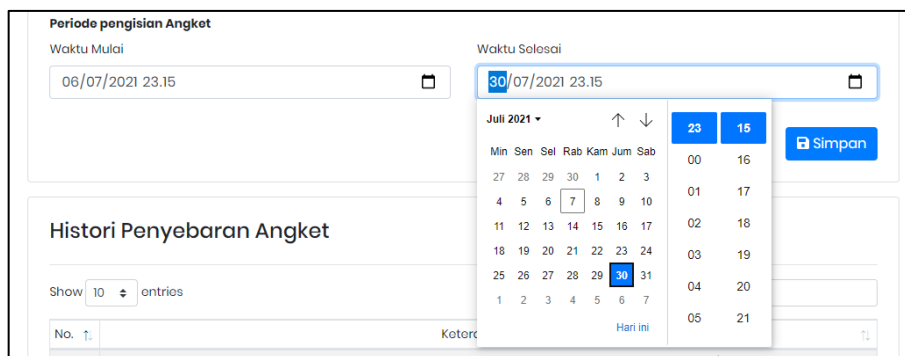 Periode pengisian Angket
Waktu Mulai
Waktu Selesai
06/07/2021 23.15
30/07/2021 23.15
Juli 2021
Min Sen Sel Rab Kam Jum Sab
27 28 29 30 1 2 3
4 5 6 7 8 9 10
11 12 13 14 15 16 17
18 19 20 21 22 23 24
25 26 27 28 29 30 31
1 2 3 4 5 6 7
Hari ini
23 15
00 16
01 17
02 18
03 19
04 20
05 21
Simpan
Histori Penyebaran Angket
Show 10 entries
No.